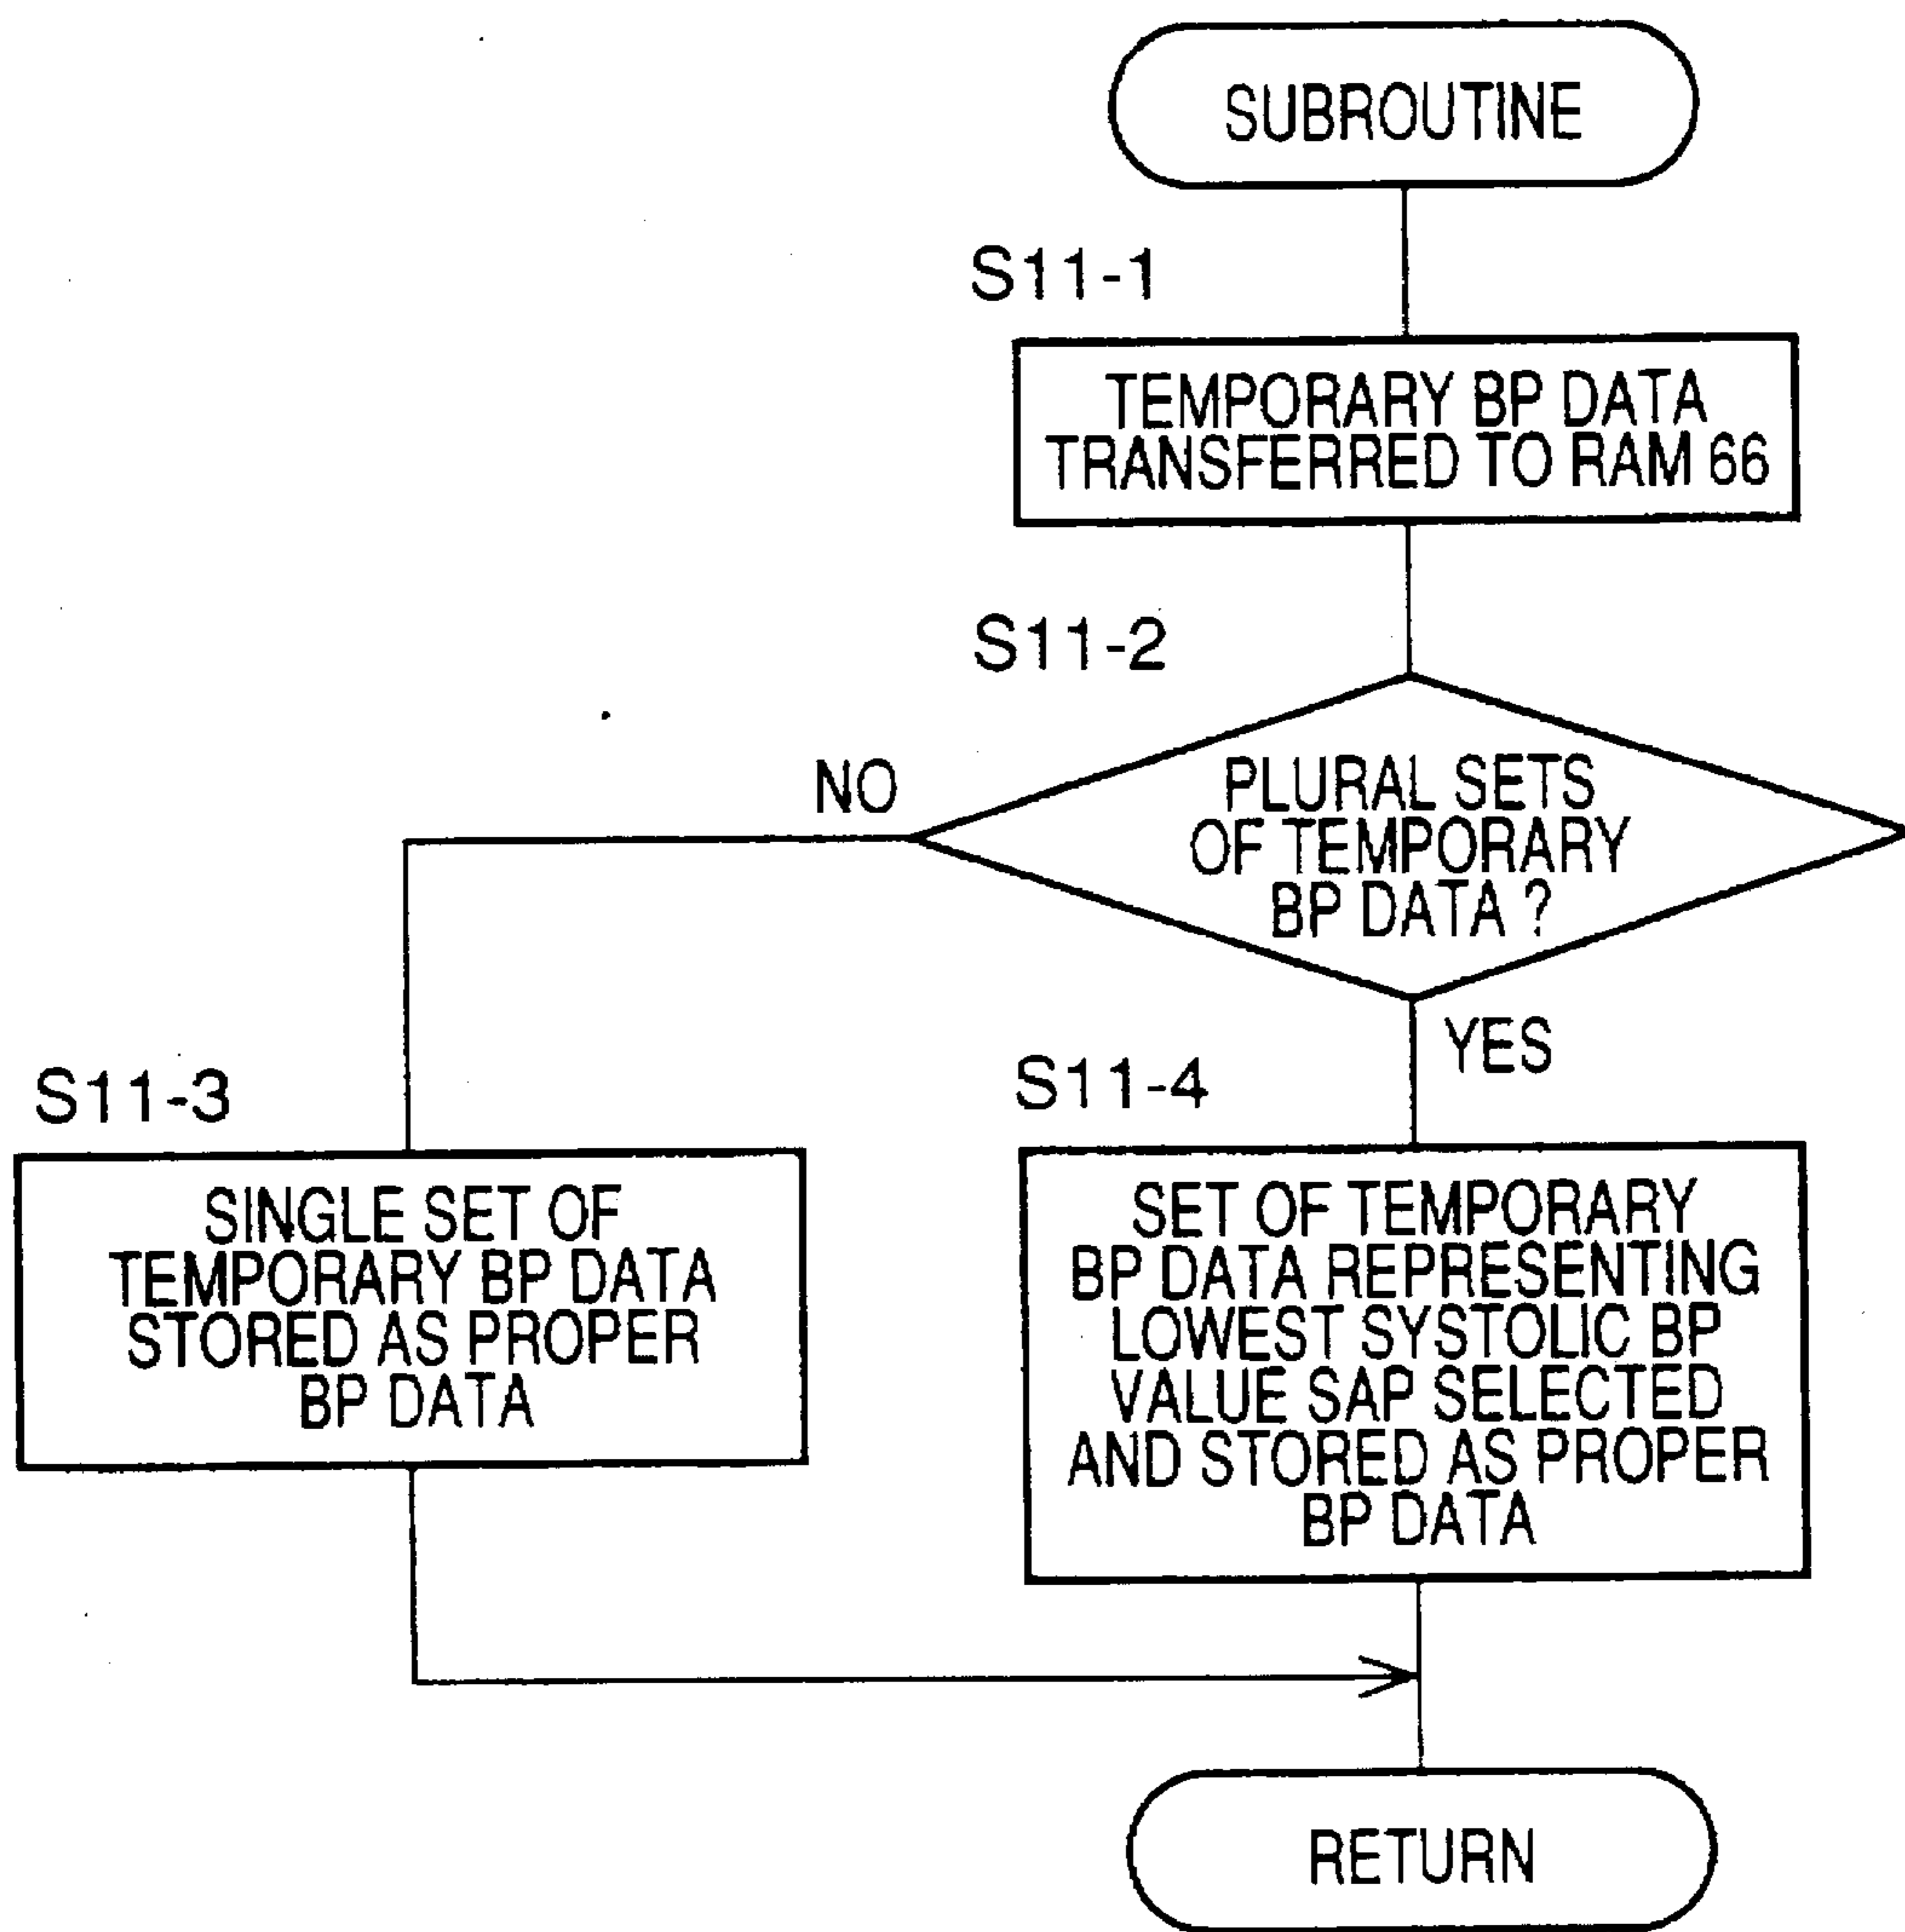 SUBROUTINE
S11-1
TEMPORARY BP DATA
TRANSFERRED TO RAM 66
S11-2
NO
PLURAL SETS
OF TEMPORARY
BP DATA ?
YES
S11-3
SINGLE SET OF
TEMPORARY BP DATA
STORED AS PROPER
BP DATA
S11-4
SET OF TEMPORARY
BP DATA REPRESENTING
LOWEST SYSTOLIC BP
VALUE SAP SELECTED
AND STORED AS PROPER
BP DATA
RETURN